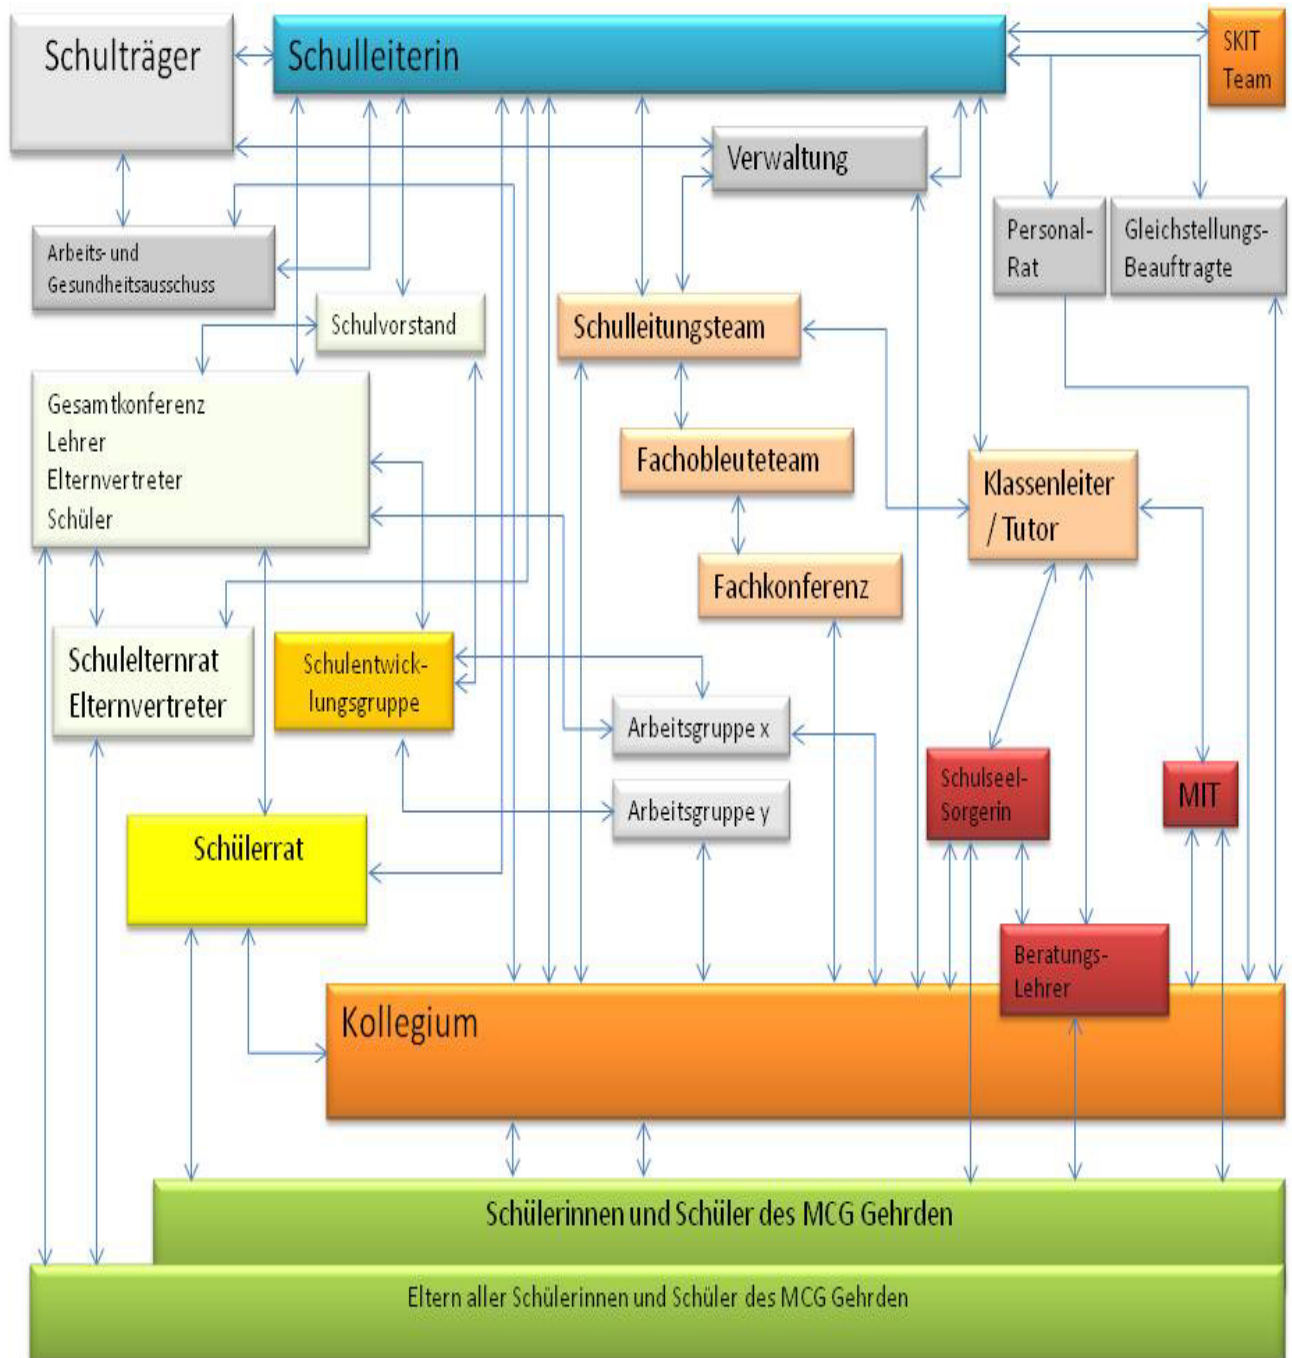 Schulträger
Schulleiterin
SKIT
Team
Verwaltung
Arbeits- und
Gesundheitsausschuss
Personal-
Rat
Gleichstellungs-
Beauftragte
Schulvorstand
Schulleitungsteam
Gesamtkonferenz
Lehrer
Elternvertreter
Schüler
Fachobleuteteam
Klassenleiter
/ Tutor
Fachkonferenz
Schulelternrat
Elternvertreter
Schulentwick-
lungsgruppe
Arbeitsgruppe x
Arbeitsgruppe y
Schulseel-
Sorgerin
MIT
Schülerrat
Beratungs-
Lehrer
Kollegium
Schülerinnen und Schüler des MCG Gehrden
Eltern aller Schülerinnen und Schüler des MCG Gehrden